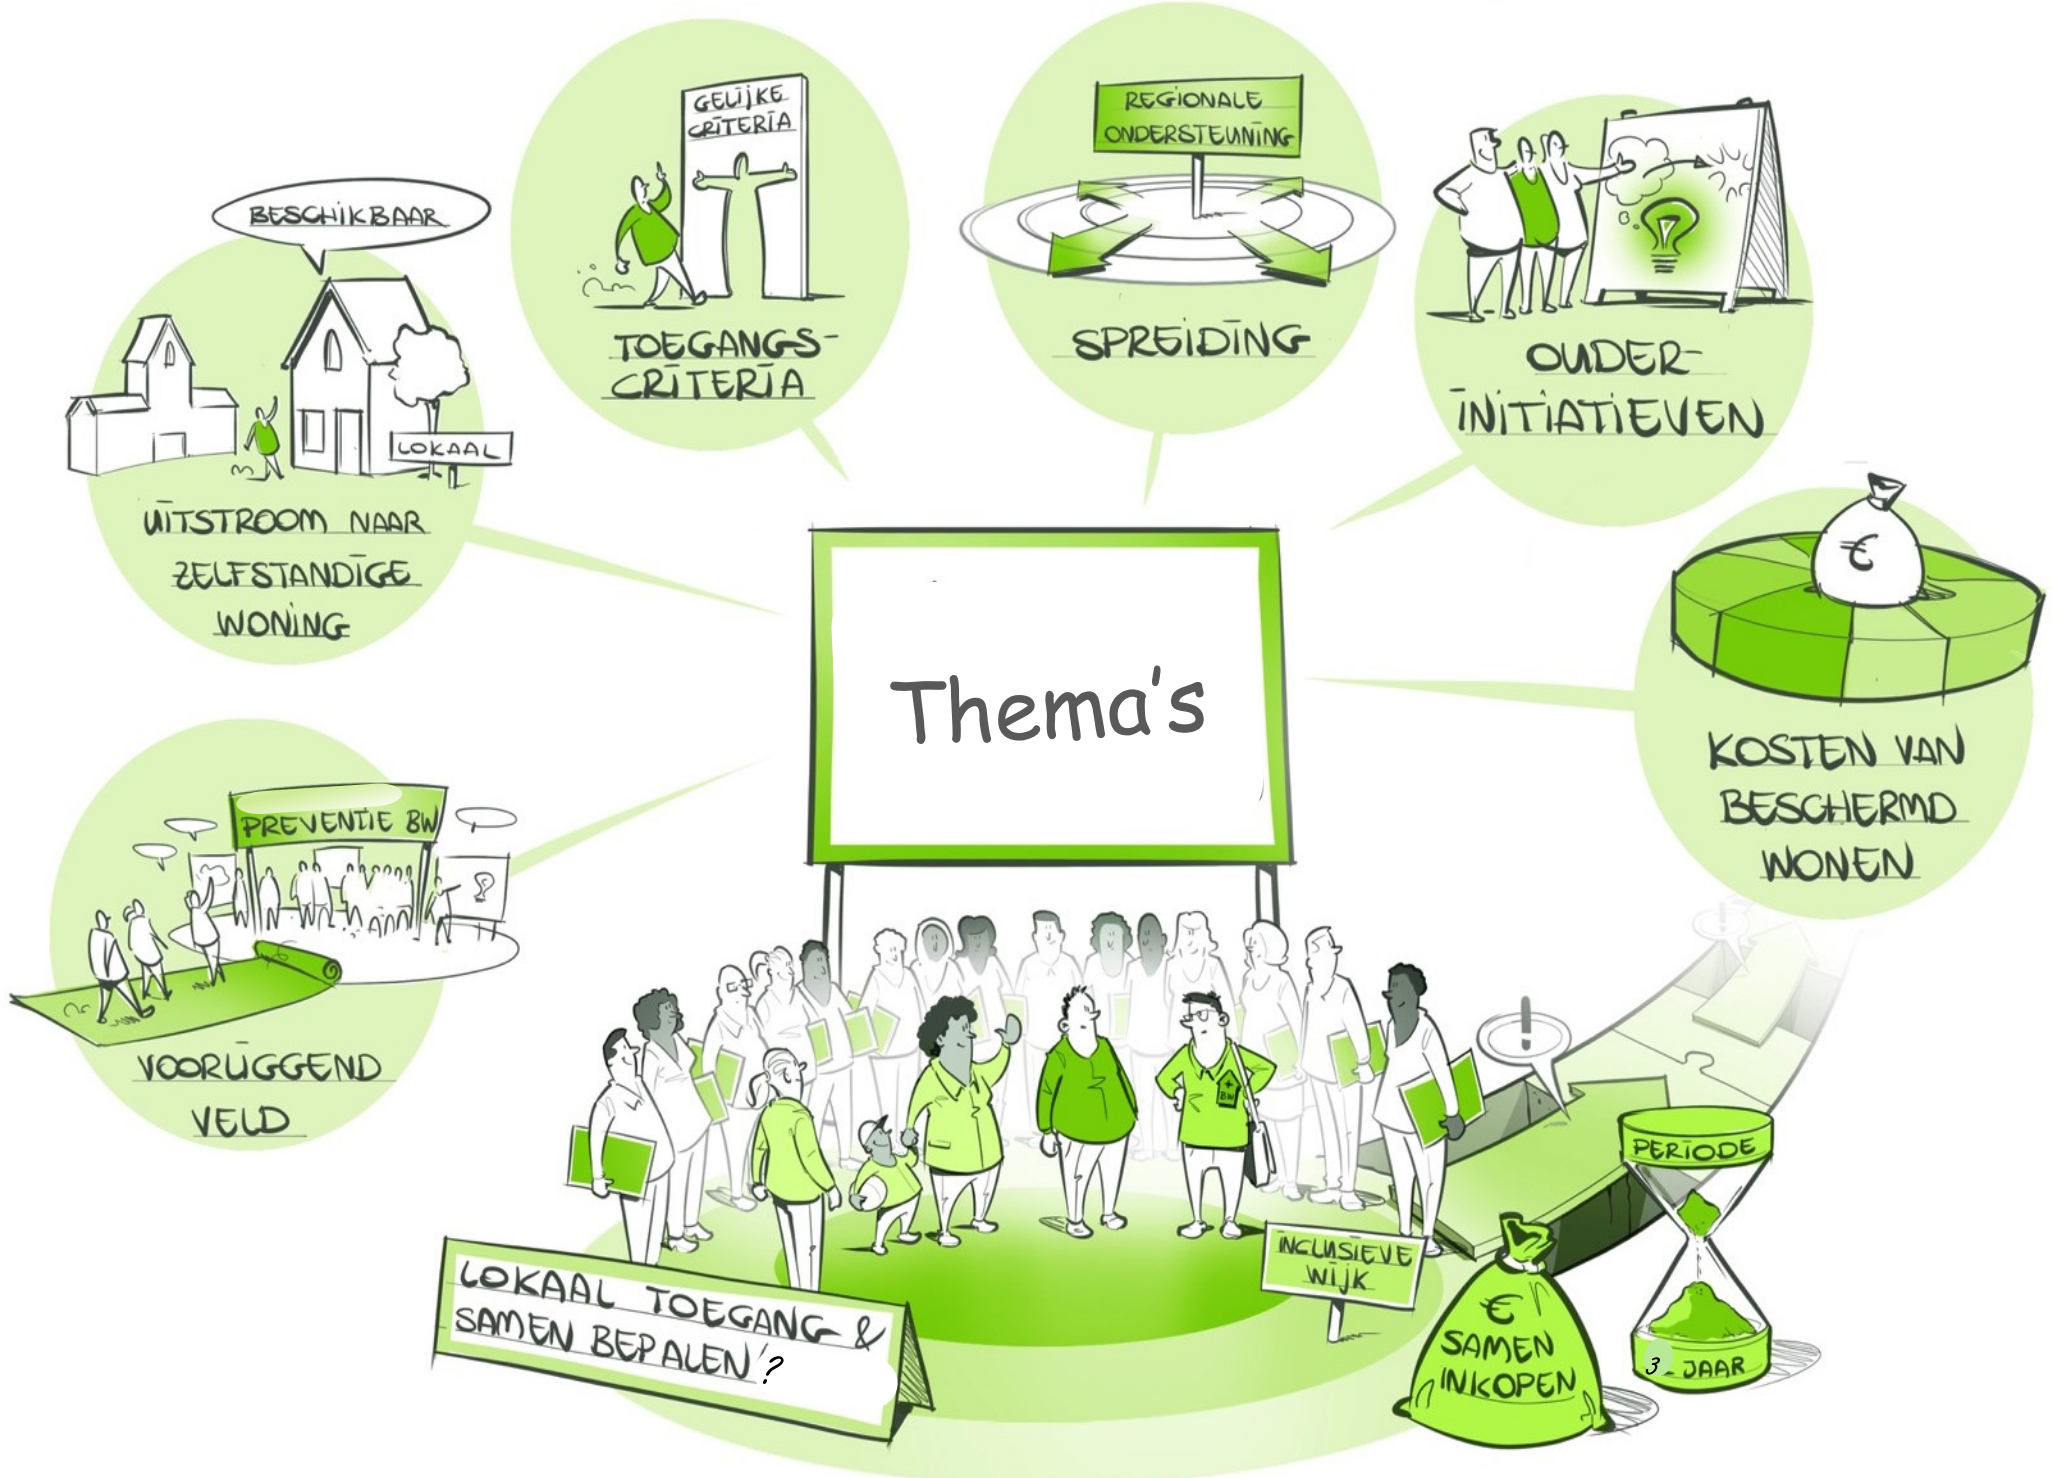 GELIJKE
CRITERIA
TOEGANGS-
CRITERIA
REGIONALE
ONDERSTEUNING
SPREIDING
OUDER-
INITIATIEVEN
BESCHIKBAAR
LOKAAL
UITSTROOM NAAR
ZELFSTANDIGE
WONING
Thema's
€
KOSTEN VAN
BESCHERMD
WONEN
PREVENTIE BW
VOORLIGGEND
VELD
!
!
+
BW
PERIODE
3 JAAR
INCLUSIEVE
WIJK
LOKAAL TOEGANG &
SAMEN BEPALEN?
€
SAMEN
INKOPEN